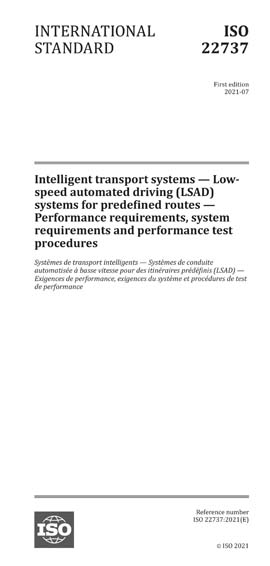 INTERNATIONAL STANDARD
ISO 22737
First edition
2021-07
Intelligent transport systems — Low-
speed automated driving (LSAD)
systems for predefined routes —
Performance requirements, system
requirements and performance test
procedures
Systèmes de transport intelligents — Systèmes de conduite
automatisée à basse vitesse pour des itinéraires prédéfinis (LSAD) —
Exigences de performance, exigences du système et procédures de test
de performance
Reference number
ISO 22737:2021(E)
ISO
© ISO 2021